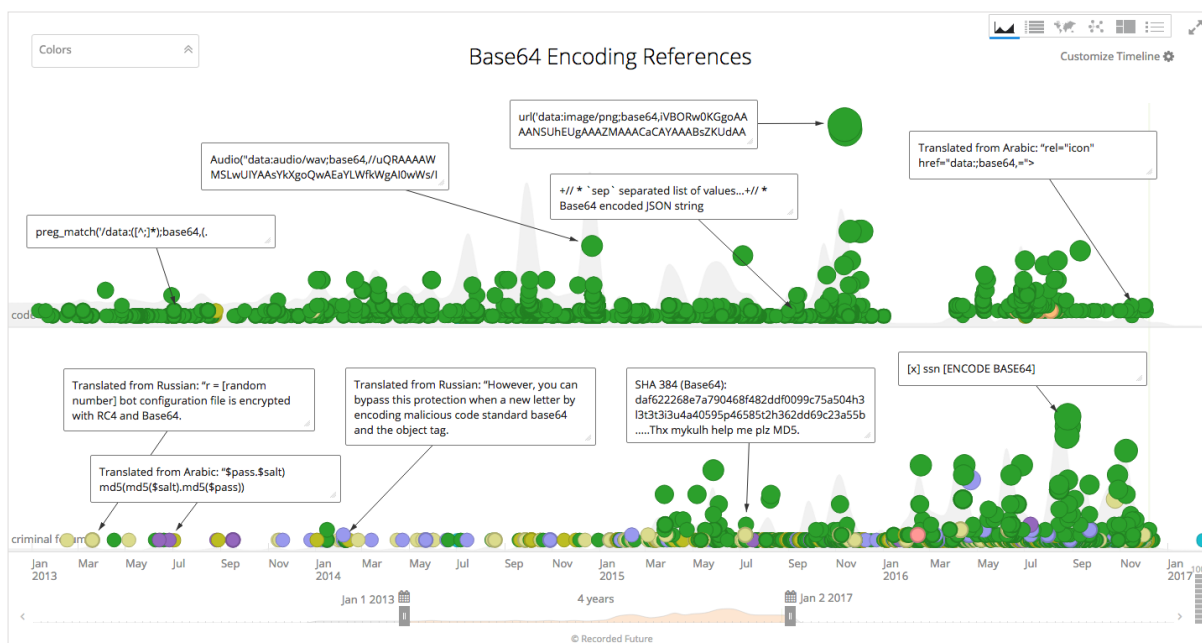 Colors
Base64 Encoding References
Customize Timeline
url('data:image/png;base64,iVBORw0KGgoAA
AANSUhEUgAAAZMAAACaCAYAAABsZKUdAA
Audio("data:audio/wav;base64,//uQRAAAAW
MSLwUIYAAsYkXgoQwAEaYLWfkWgAI0wWs/I
Translated from Arabic: “rel="icon"
href="data:;base64,=">
+// * `sep` separated list of values...+// *
Base64 encoded JSON string
preg_match('/data:([^;]*);base64,(.
code
[x] ssn [ENCODE BASE64]
Translated from Russian: “r = [random
number] bot configuration file is encrypted
with RC4 and Base64.
Translated from Russian: “However, you can
bypass this protection when a new letter by
encoding malicious code standard base64
and the object tag.
SHA 384 (Base64):
daf622268e7a790468f482ddf0099c75a504h3
l3t3t3i3u4a40595p46585t2h362dd69c23a55b
.....Thx mykulh help me plz MD5.
Translated from Arabic: “$pass.$salt)
md5(md5($salt).md5($pass))
criminal forum
Jan Mar May Jul Sep Nov Jan Mar May Jul Sep Nov Jan Mar May Jul Sep Nov Jan Mar May Jul Sep Nov Jan
2013 2014 2015 2016 2017
100
Jan 1 2013 4 years Jan 2 2017
© Recorded Future